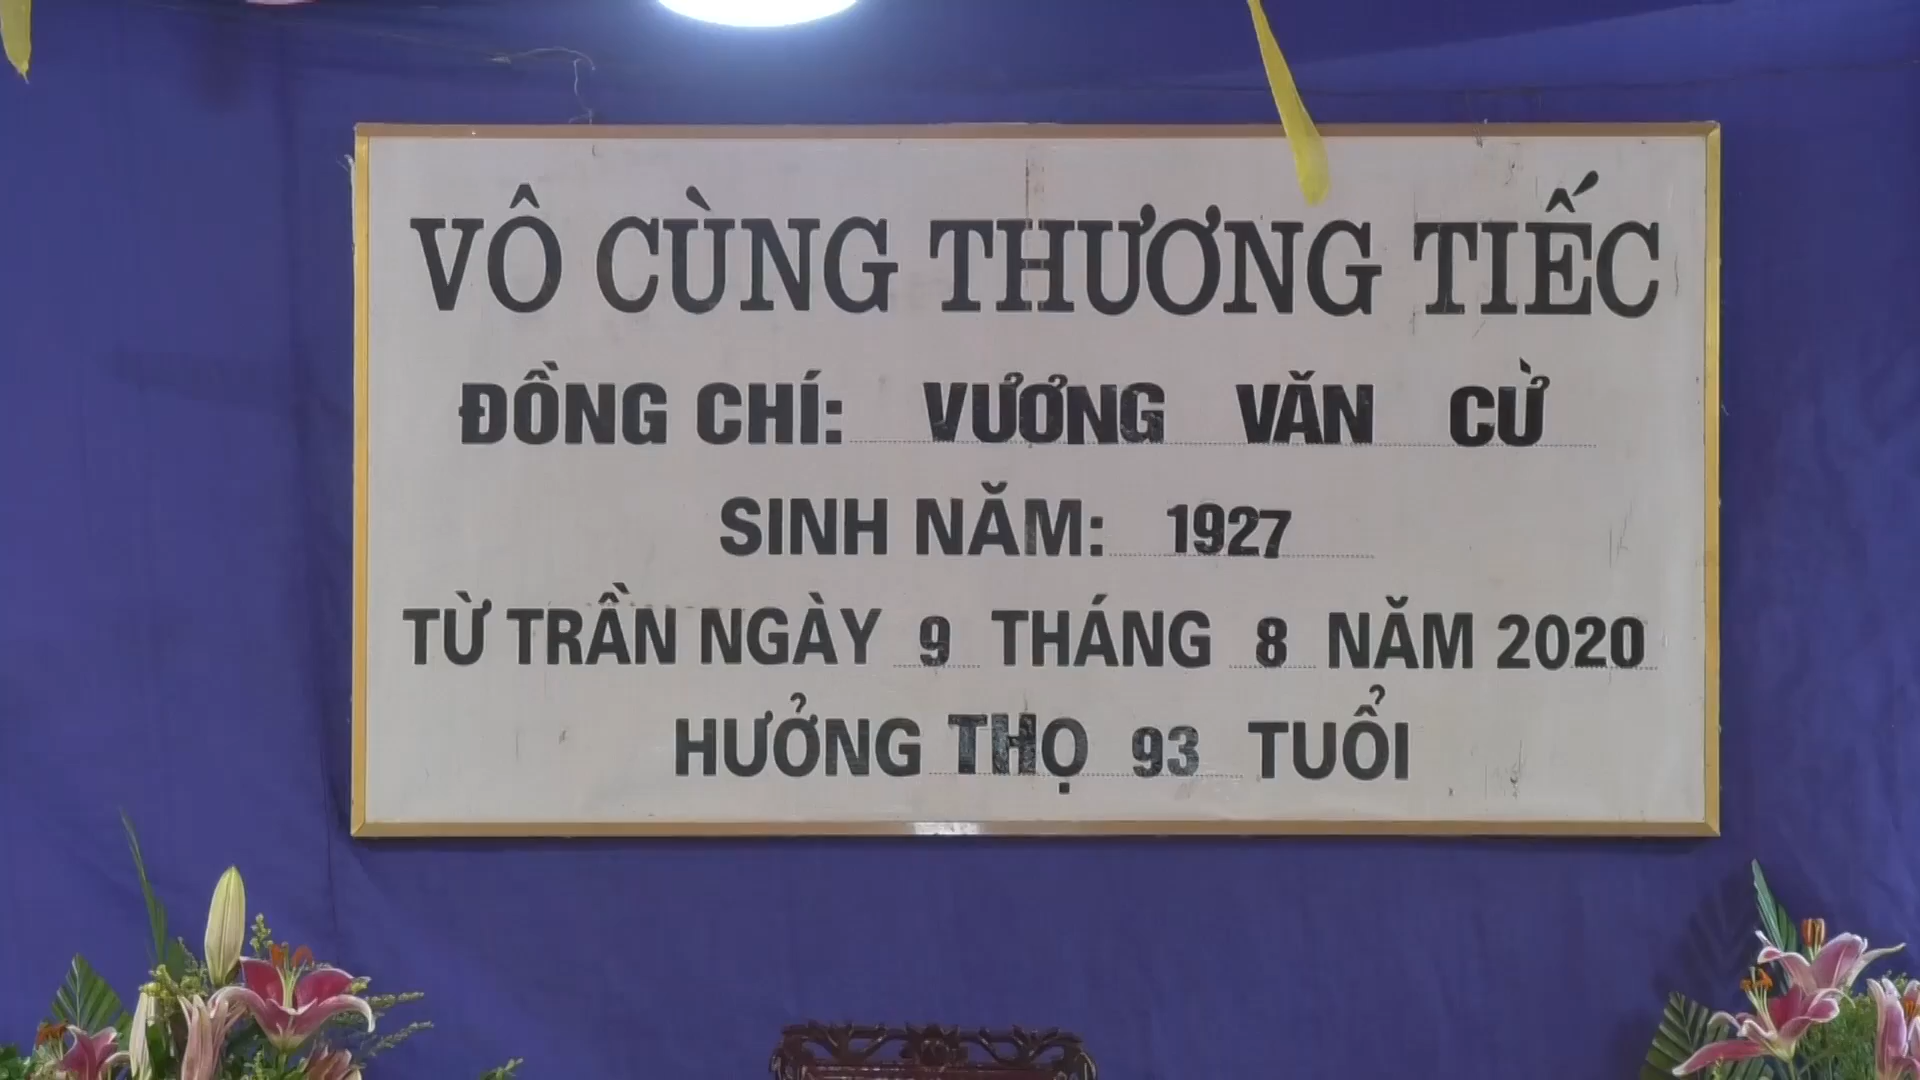 VÔ CÙNG THƯƠNG TIẾC
ĐỒNG CHÍ: VƯƠNG VĂN CỪ
SINH NĂM: 1927
TỪ TRẦN NGÀY 9 THÁNG 8 NĂM 2020
HƯỞNG THỌ 93 TUỔI